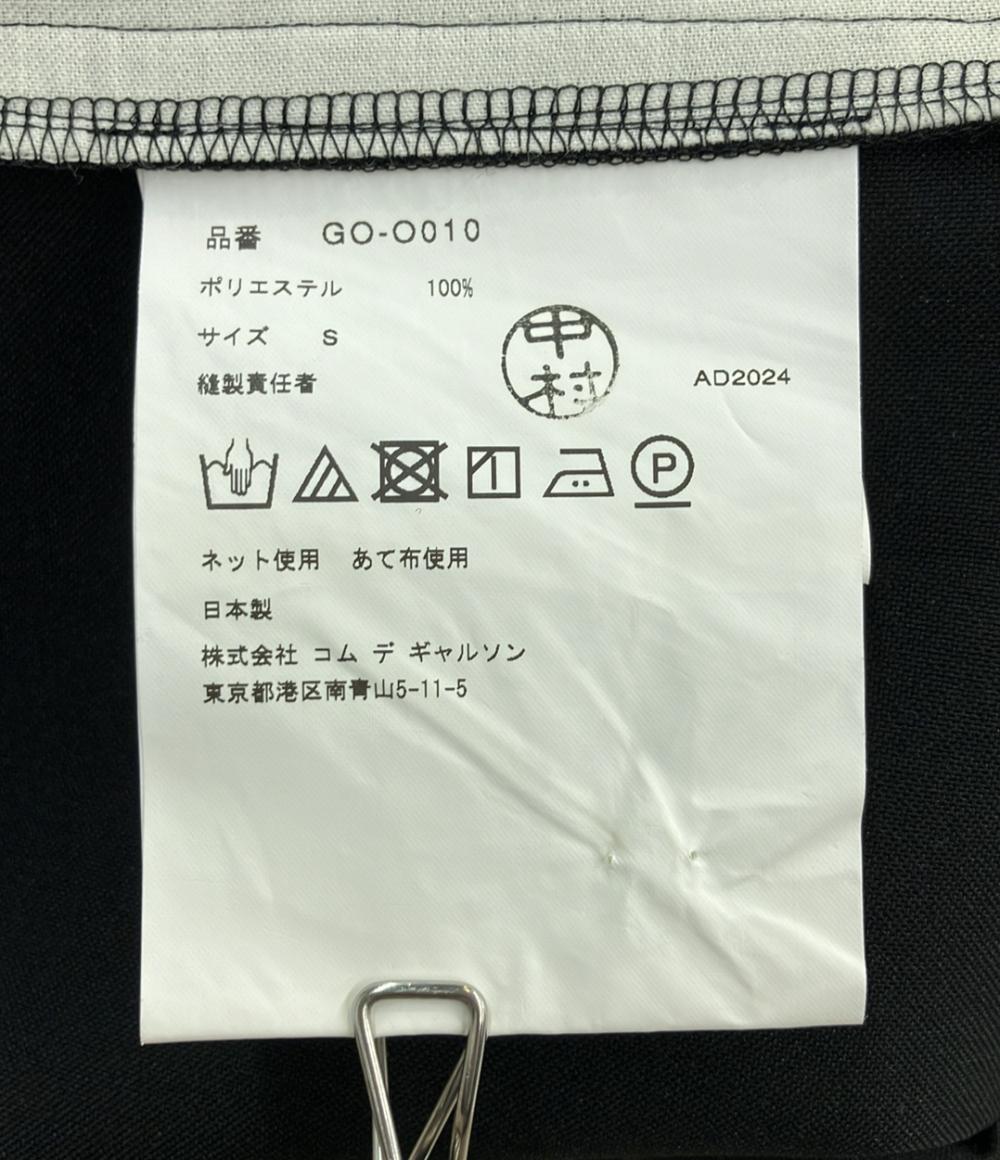 品番 GO-O010
ポリエステル 100%
サイズ S
縫製責任者 中村 AD2024
P
ネット使用 あて布使用
日本製
株式会社 コム デ ギャルソン
東京都港区南青山5-11-5